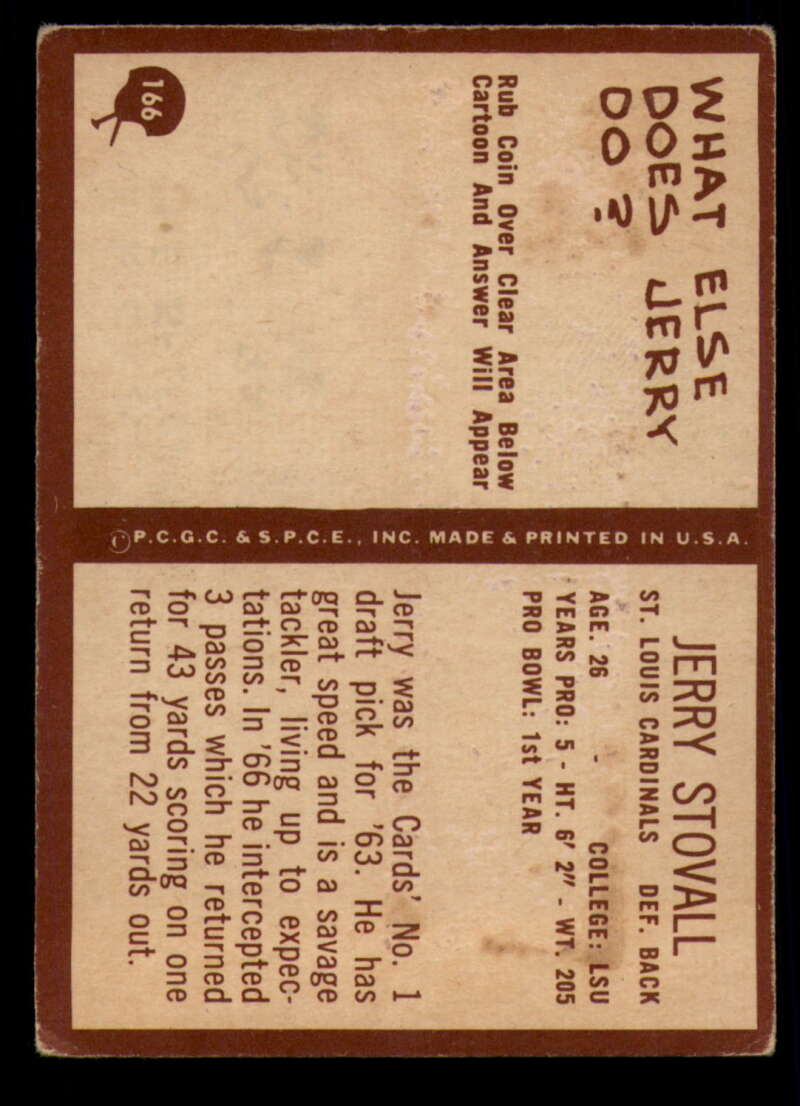 WHAT ELSE
DOES JERRY
DO?
Rub Coin Over Clear Area Below
Cartoon And Answer Will Appear
166
©P.C.G.C. & S.P.C.E., INC. MADE & PRINTED IN U.S.A.
JERRY STOVALL
ST. LOUIS CARDINALS DEF. BACK
AGE. 26 - COLLEGE: LSU
YEARS PRO: 5 - HT. 6' 2" - WT. 205
PRO BOWL: 1st YEAR
Jerry was the Cards' No. 1
draft pick for '63. He has
great speed and is a savage
tackler, living up to expec-
tations. In '66 he intercepted
3 passes which he returned
for 43 yards scoring on one
return from 22 yards out.